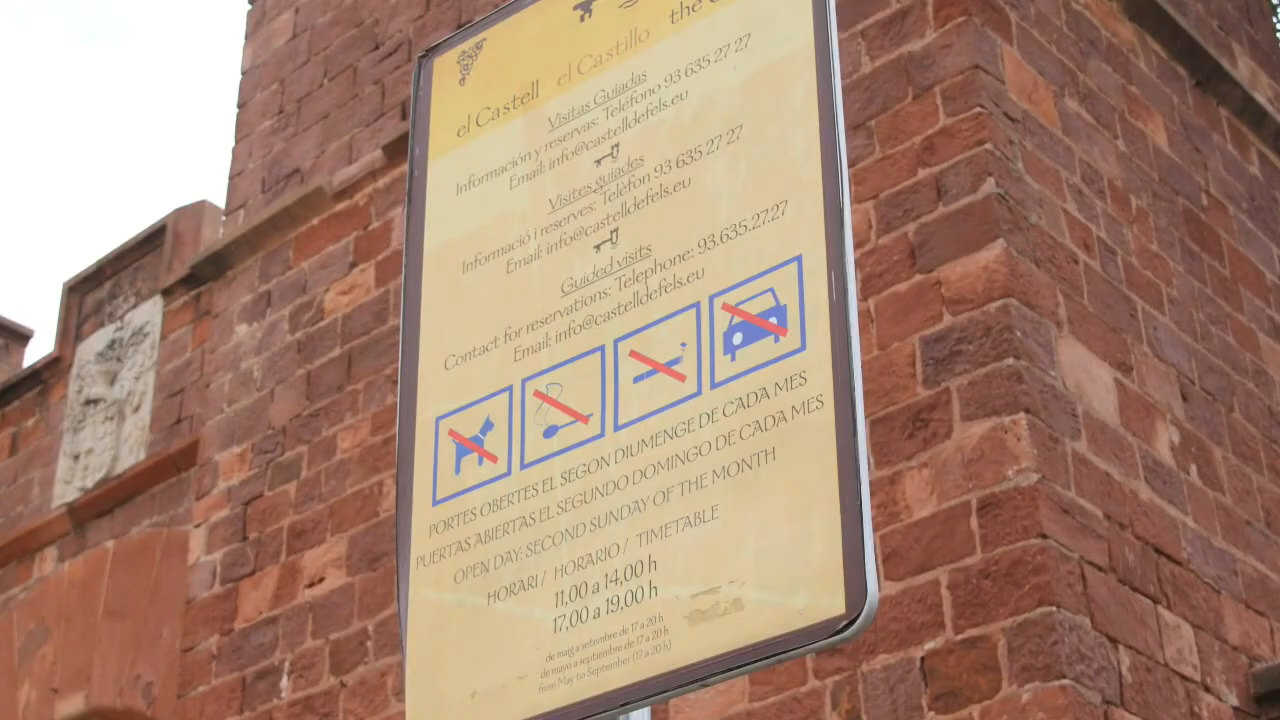 el Castell el Castillo the
Visitas Guiadas
Información y reservas: Teléfono 93 635 27 27
Email: info@castelldefels.eu
Visites guiades
Informació i reserves: Telèfon 93 635 27 27
Email: info@castelldefels.eu
Guided visits
Contact for reservations: Telephone: 93.635.27.27
Email: info@castelldefels.eu
PORTES OBERTES EL SEGON DIUMENGE DE CADA MES
PUERTAS ABIERTAS EL SEGUNDO DOMINGO DE CADA MES
OPEN DAY: SECOND SUNDAY OF THE MONTH
HORARI / HORARIO / TIMETABLE
11,00 a 14,00 h
17,00 a 19,00 h
de maig a setembre de 17 a 20 h
de mayo a septiembre de 17 a 20 h
from May to September (17 a 20 h)